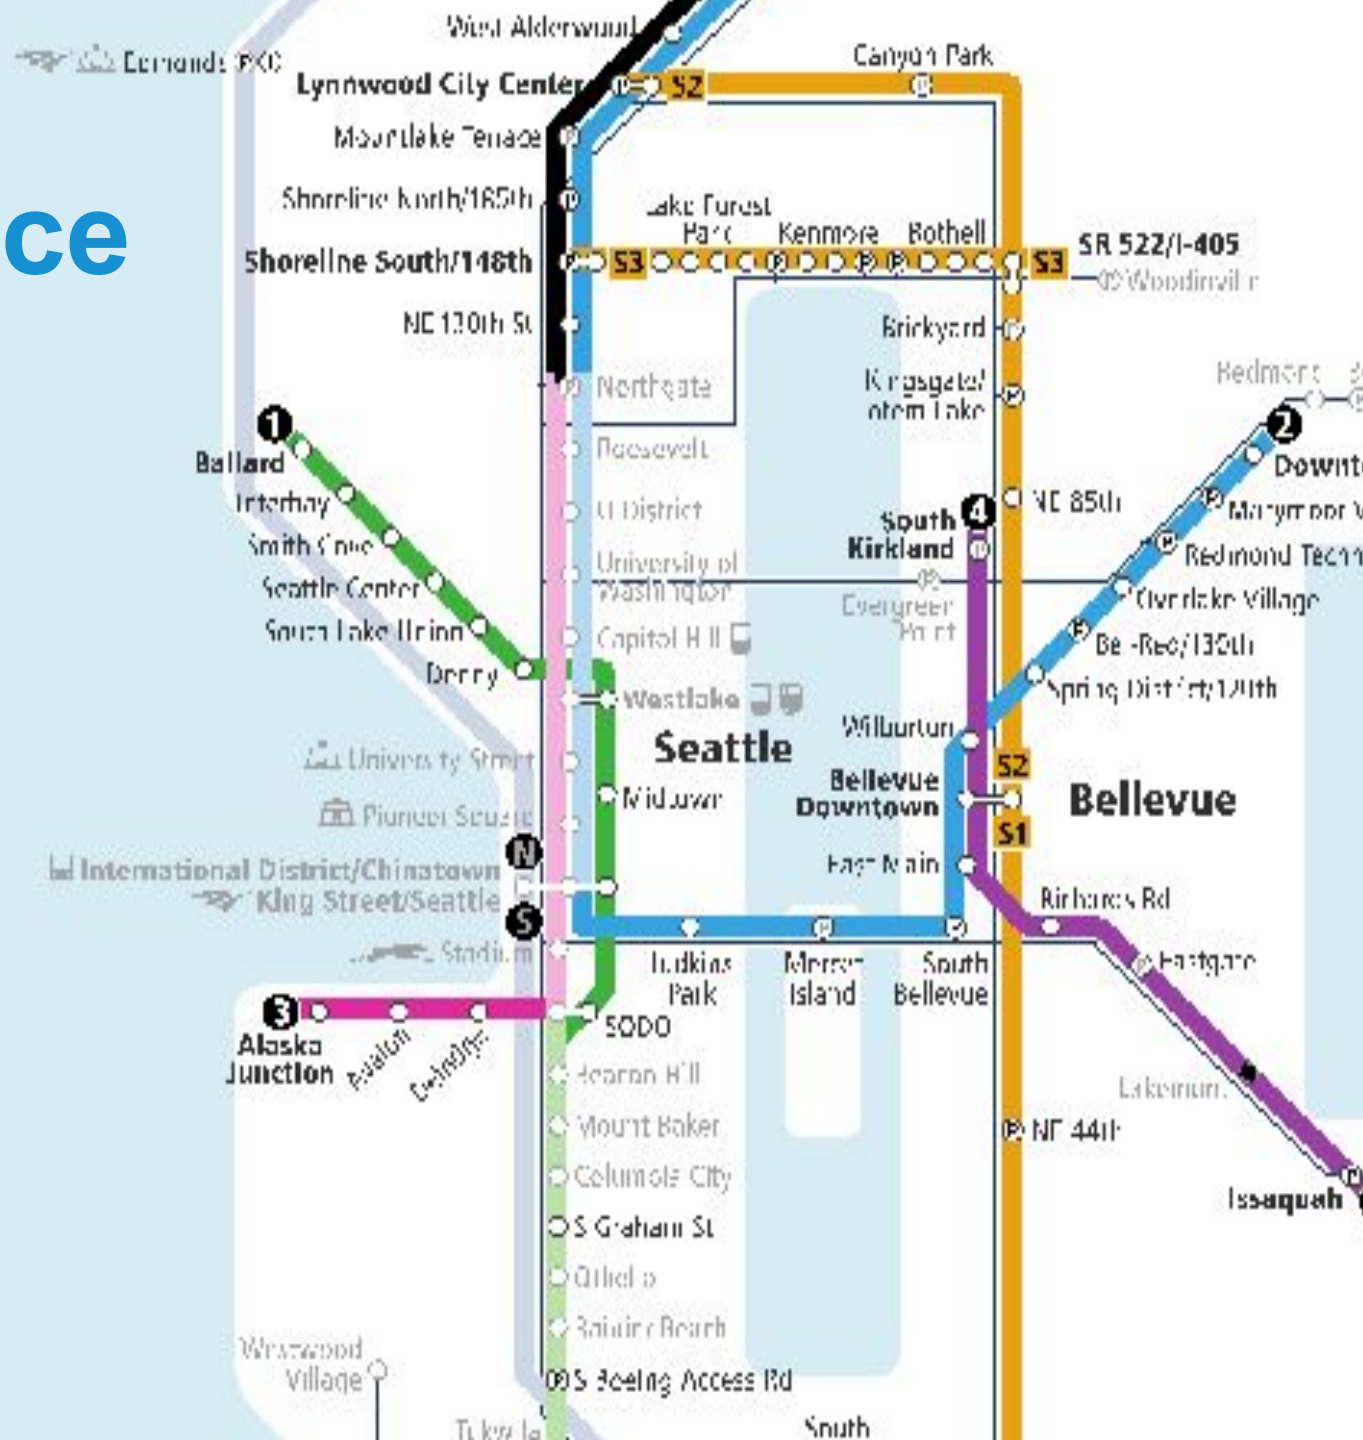 West Alderwood
Canyon Park
Edmonds
Lynnwood City Center
S2
Mountlake Terrace
Shoreline North/185th
ce
Lake Forest
Park
Kenmore
Bothell
SR 522/I-405
Shoreline South/148th
S3
S3
Woodinville
NE 130th St
Brickyard
Northgate
Kingsgate/
Totem Lake
Redmond
1
2
Roosevelt
Ballard
Downt
Interbay
U District
NE 85th
4
South
Kirkland
Marymoor V
Smith Cove
Redmond Techn
University of
Washington
Seattle Center
Evergreen
Point
Overlake Village
South Lake Union
Capitol Hill
Bel-Red/130th
Denny
Westlake
Spring District/120th
Wilburton
Seattle
University Street
S2
Bellevue
Downtown
Midtown
Bellevue
Pioneer Square
S1
N
East Main
International District/Chinatown
King Street/Seattle
Richards Rd
S
Stadium
Judkins
Park
Mercer
Island
South
Bellevue
Eastgate
3
SODO
Alaska
Junction
Avalon
Delridge
Beacon Hill
Lakemont
Mount Baker
NE 44th
Columbia City
Issaquah
S Graham St
Othello
Rainier Beach
Westwood
Village
S Boeing Access Rd
South